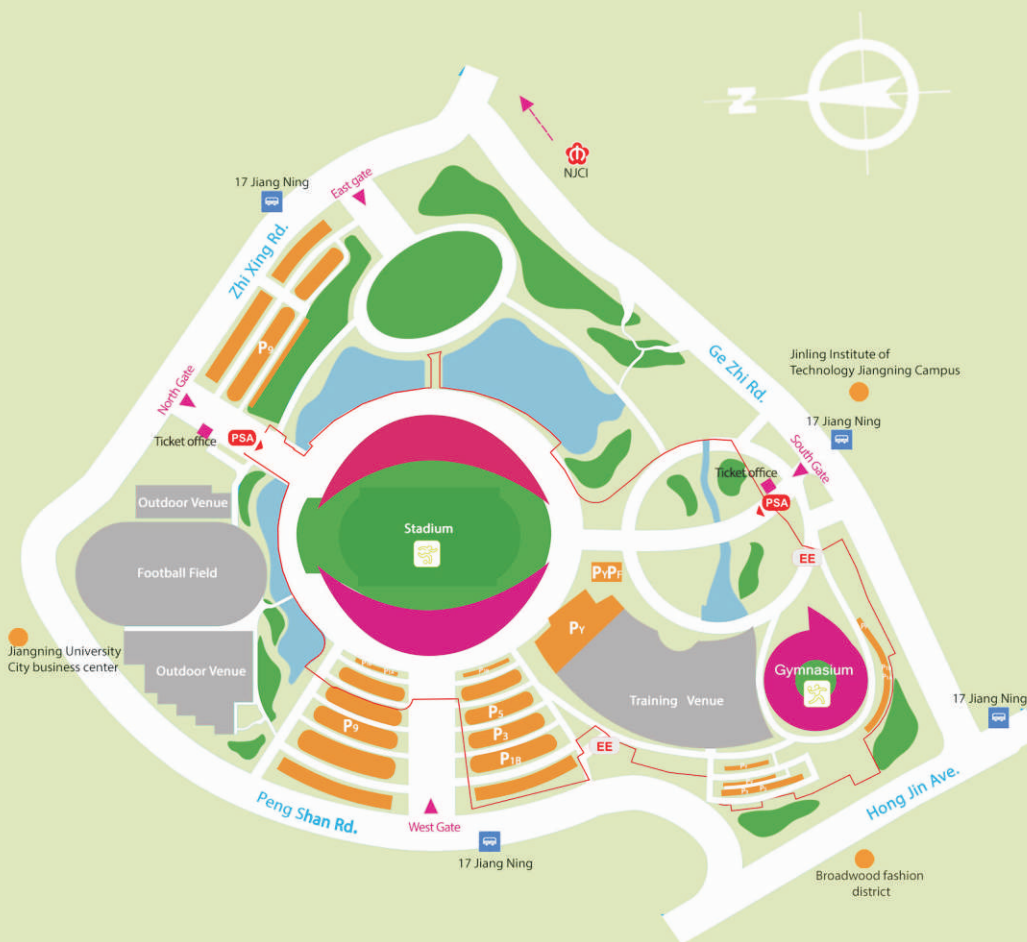 N
NJCI
17 Jiang Ning
East gate
Zhi Xing Rd.
P9
North Gate
Ticket office
PSA
Ge Zhi Rd.
Jinling Institute of
Technology Jiangning Campus
17 Jiang Ning
South Gate
Ticket office
PSA
Outdoor Venue
Stadium
EE
Football Field
PYPF
PY
Jiangning University
City business center
Outdoor Venue
Gymnasium
Training Venue
17 Jiang Ning
P5
P9
P3
P1B
EE
Hong Jin Ave.
Peng Shan Rd.
West Gate
17 Jiang Ning
Broadwood fashion
district